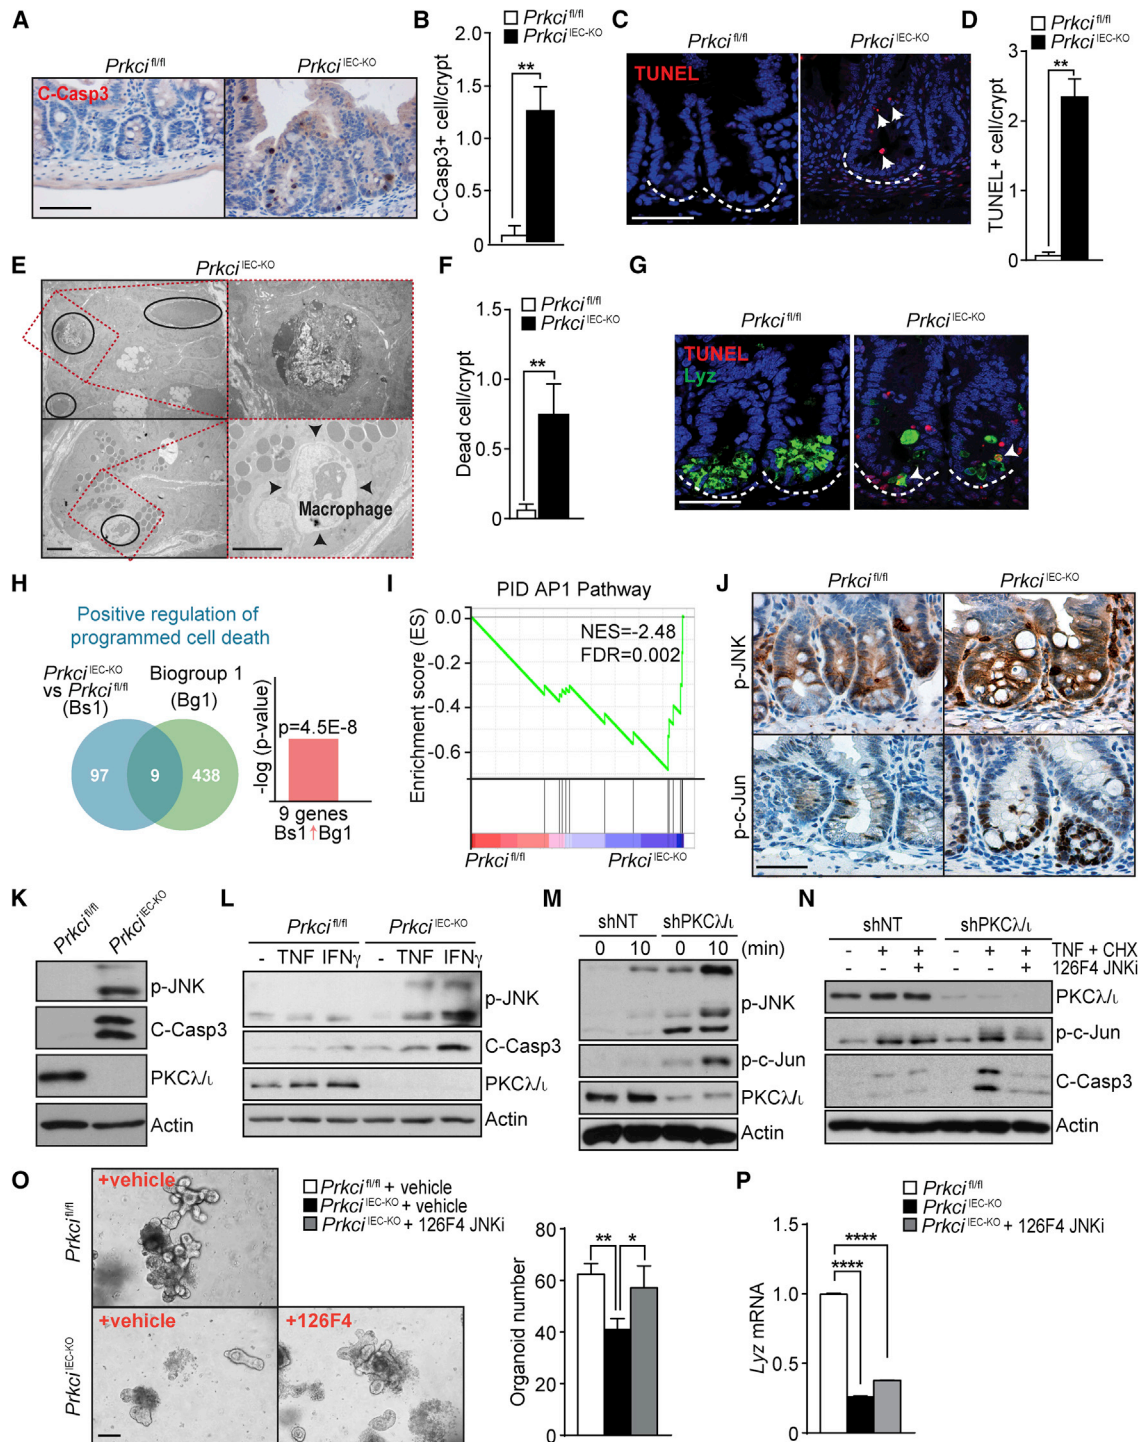 A
Prkci fl/fl
Prkci IEC-KO
C-Casp3
B
Prkci fl/fl
Prkci IEC-KO
C-Casp3+ cell/crypt
2.0
1.5
1.0
0.5
0
**
C
Prkci fl/fl
Prkci IEC-KO
TUNEL
D
Prkci fl/fl
Prkci IEC-KO
TUNEL+ cell/crypt
3
2
1
0
**
E
Prkci IEC-KO
Macrophage
F
Prkci fl/fl
Prkci IEC-KO
Dead cell/crypt
1.5
1.0
0.5
0
**
G
Prkci fl/fl
Prkci IEC-KO
TUNEL
Lyz
H
Positive regulation of
programmed cell death
Prkci IEC-KO
vs Prkci fl/fl
(Bs1)
Biogroup 1
(Bg1)
97
9
438
-log (p-value)
p=4.5E-8
9 genes
Bs1↑Bg1
I
PID AP1 Pathway
Enrichment score (ES)
0.0
-0.2
-0.4
-0.6
NES=-2.48
FDR=0.002
Prkci fl/fl
Prkci IEC-KO
J
Prkci fl/fl
Prkci IEC-KO
p-JNK
p-c-Jun
K
Prkci fl/fl
Prkci IEC-KO
p-JNK
C-Casp3
PKCλ/ι
Actin
L
Prkci fl/fl
Prkci IEC-KO
- TNF IFNγ - TNF IFNγ
p-JNK
C-Casp3
PKCλ/ι
Actin
M
shNT shPKCλ/ι
0 10 0 10 (min)
p-JNK
p-c-Jun
PKCλ/ι
Actin
N
shNT shPKCλ/ι
- + + - + + TNF + CHX
- - + - - + 126F4 JNKi
PKCλ/ι
p-c-Jun
C-Casp3
Actin
O
Prkci fl/fl
+vehicle
Prkci IEC-KO
+vehicle
+126F4
Prkci fl/fl + vehicle
Prkci IEC-KO + vehicle
Prkci IEC-KO + 126F4 JNKi
Organoid number
80
60
40
20
0
** *
P
Prkci fl/fl
Prkci IEC-KO
Prkci IEC-KO + 126F4 JNKi
Lyz mRNA
1.5
1.0
0.5
0
****
****